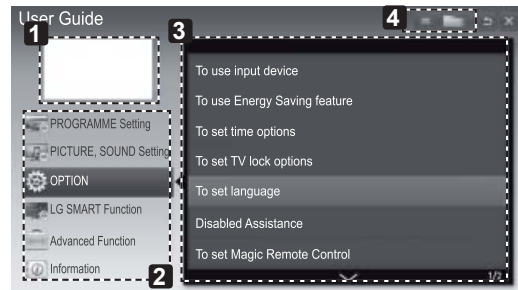 User Guide
1
3
4
To use input device
To use Energy Saving feature
PROGRAMME Setting
To set time options
PICTURE, SOUND Setting
To set TV lock options
OPTION
To set language
LG SMART Function
Disabled Assistance
Advanced Function
To set Magic Remote Control
Information
2
1/2